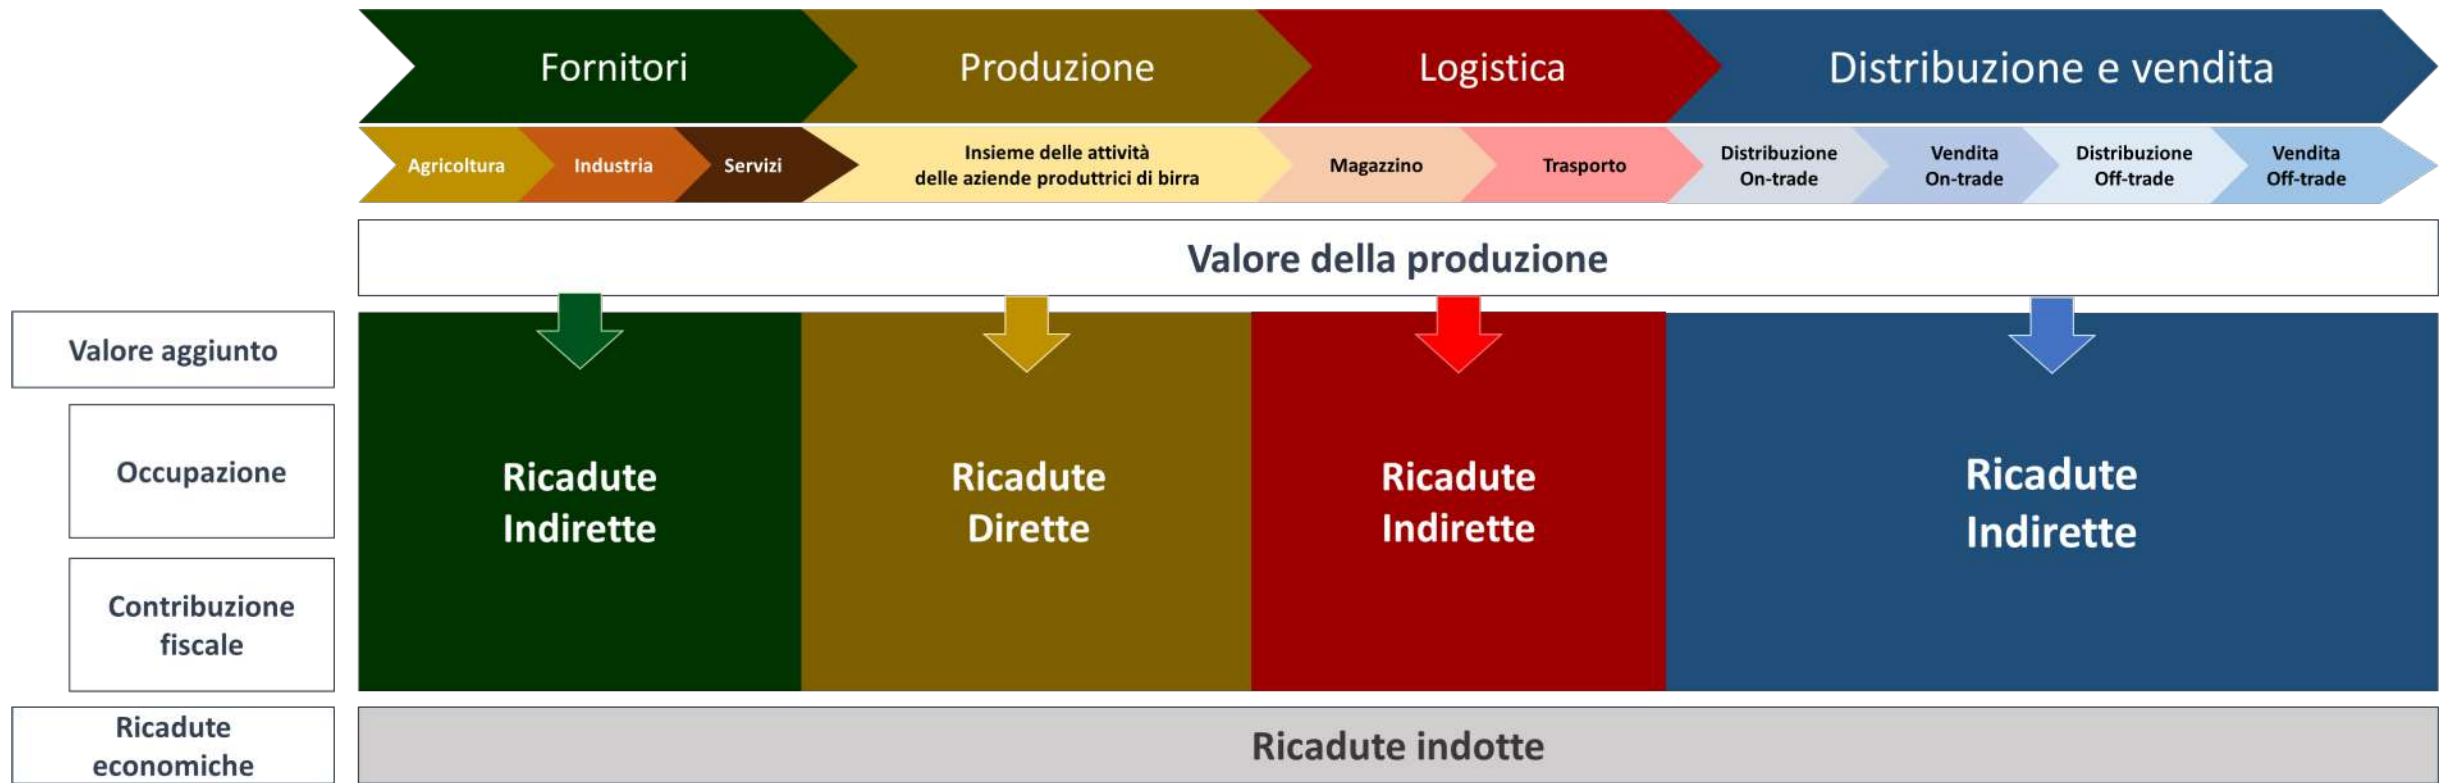 Fornitori
Produzione
Logistica
Distribuzione e vendita
Agricoltura
Industria
Servizi
Insieme delle attività
delle aziende produttrici di birra
Magazzino
Trasporto
Distribuzione
On-trade
Vendita
On-trade
Distribuzione
Off-trade
Vendita
Off-trade
Valore della produzione
Valore aggiunto
Occupazione
Contribuzione
fiscale
Ricadute
Indirette
Ricadute
Dirette
Ricadute
Indirette
Ricadute
Indirette
Ricadute
economiche
Ricadute indotte